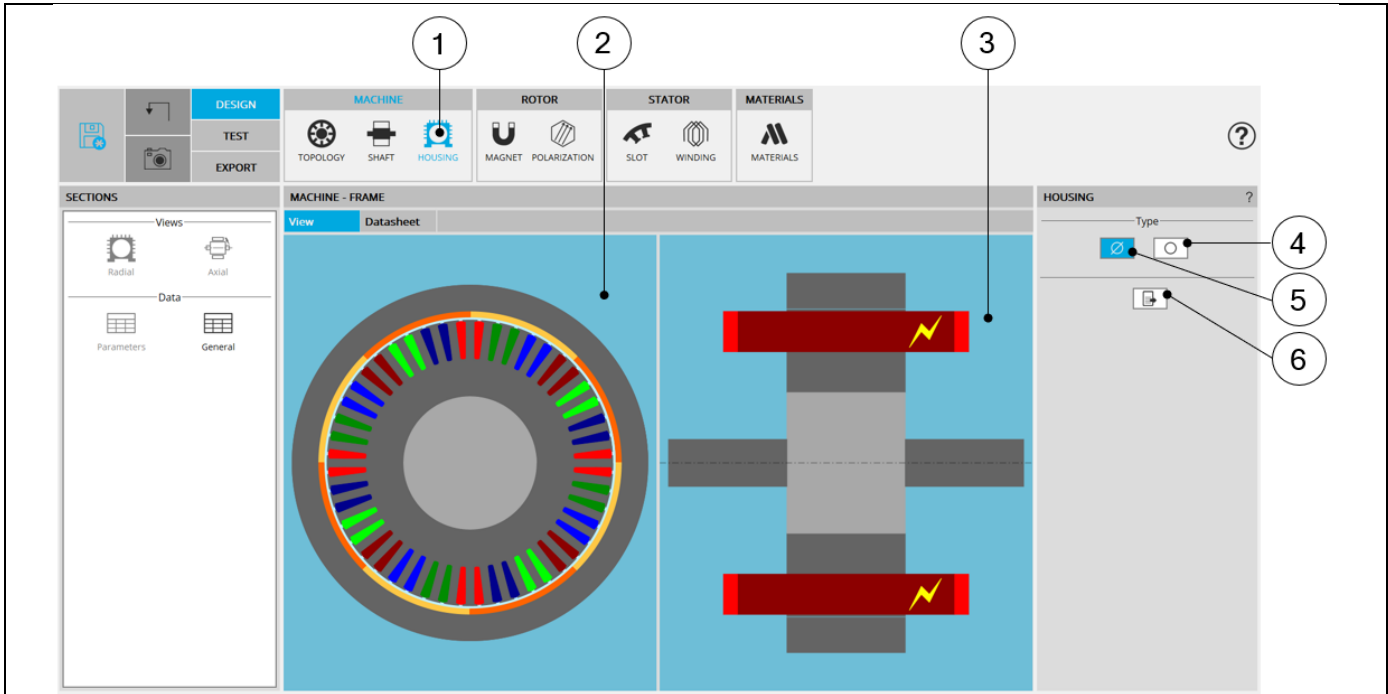 1 2 3
DESIGN
TEST
EXPORT
MACHINE ROTOR STATOR MATERIALS
TOPOLOGY SHAFT HOUSING MAGNET POLARIZATION SLOT WINDING MATERIALS
?
SECTIONS
Views
Radial Axial
Data
Parameters General
MACHINE - FRAME
View Datasheet
HOUSING ?
Type
4
5
6